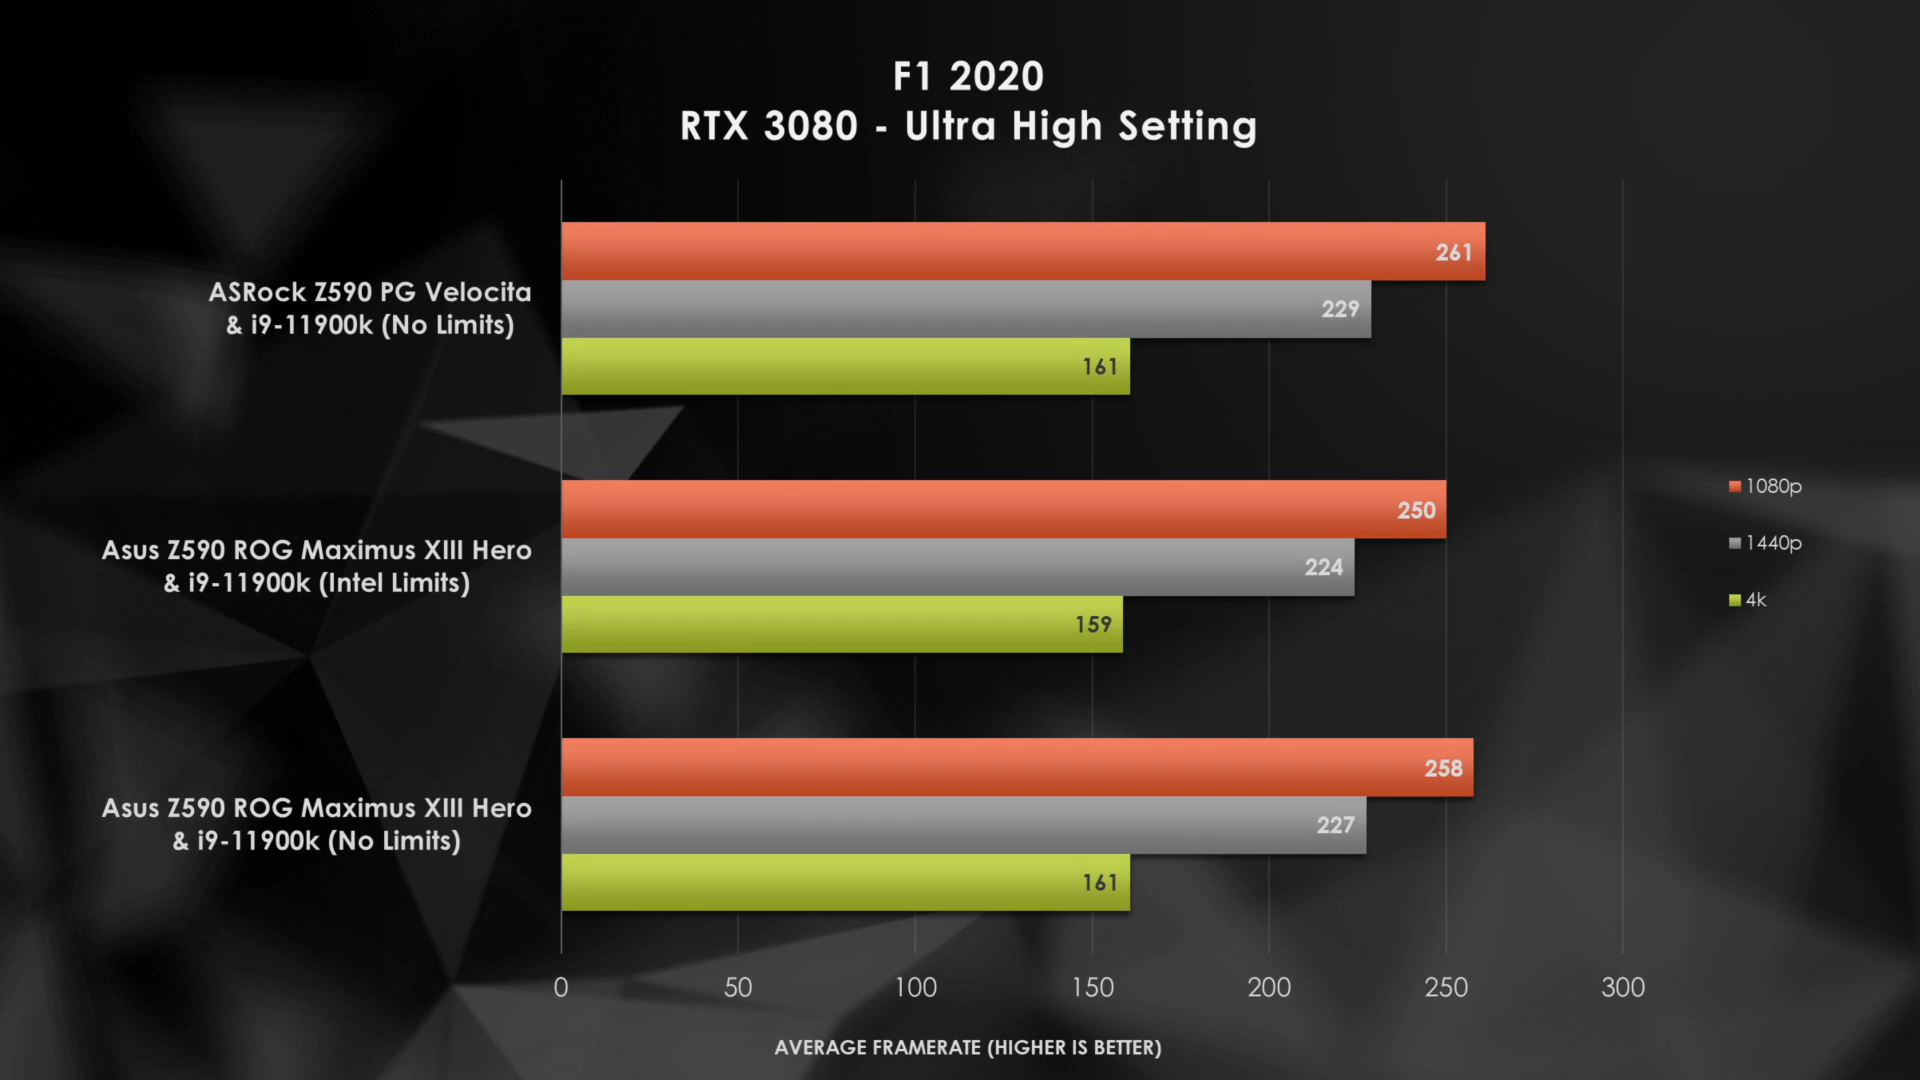 F1 2020
RTX 3080 - Ultra High Setting
ASRock Z590 PG Velocita
& i9-11900k (No Limits)
261
229
161
Asus Z590 ROG Maximus XIII Hero
& i9-11900k (Intel Limits)
250
224
159
Asus Z590 ROG Maximus XIII Hero
& i9-11900k (No Limits)
258
227
161
1080p
1440p
4k
0 50 100 150 200 250 300
AVERAGE FRAMERATE (HIGHER IS BETTER)